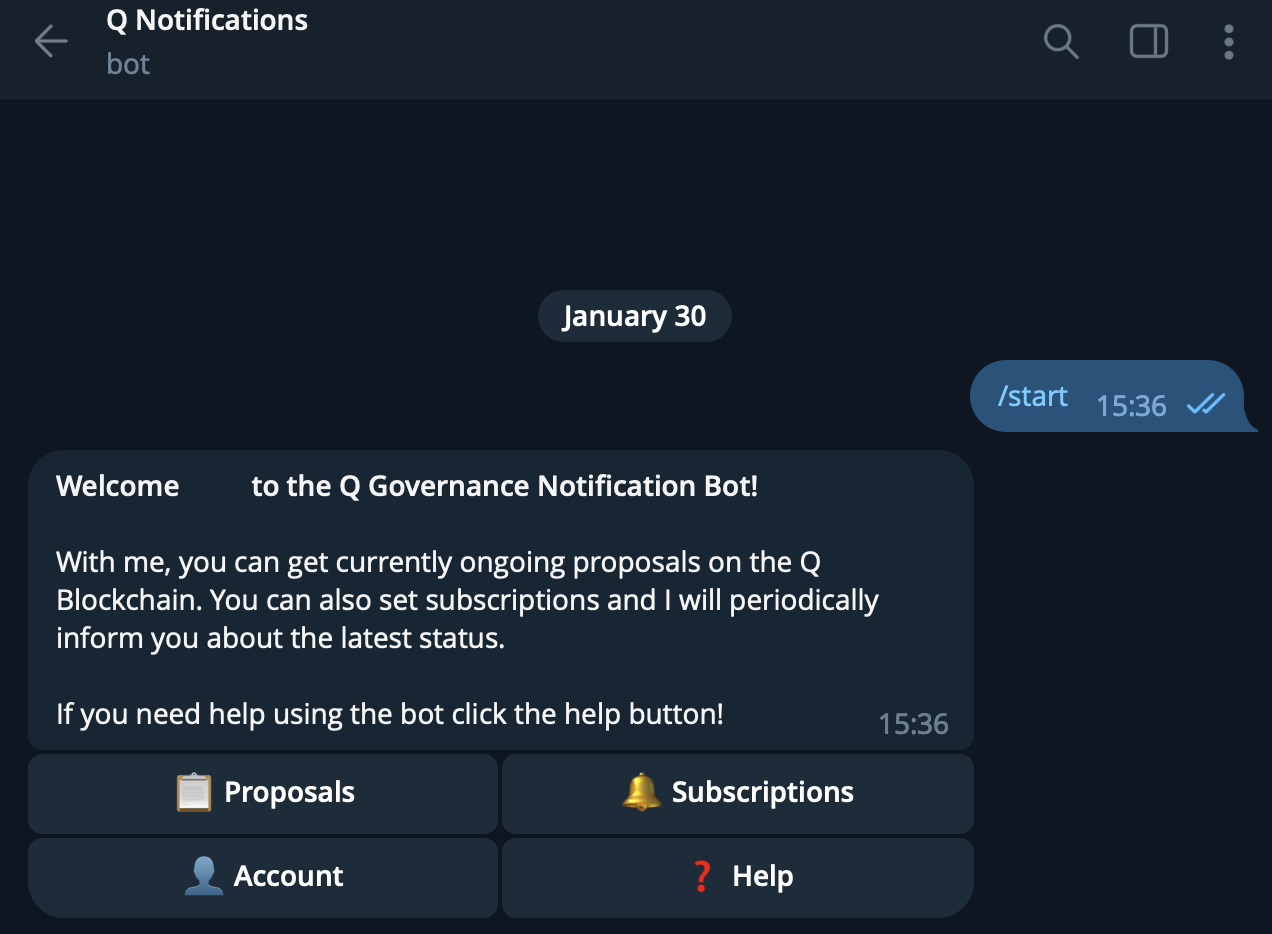 Q Notifications
bot
January 30
/start 15:36
Welcome to the Q Governance Notification Bot!
With me, you can get currently ongoing proposals on the Q
Blockchain. You can also set subscriptions and I will periodically
inform you about the latest status.
If you need help using the bot click the help button!
15:36
📋 Proposals
🔔 Subscriptions
👤 Account
❓ Help